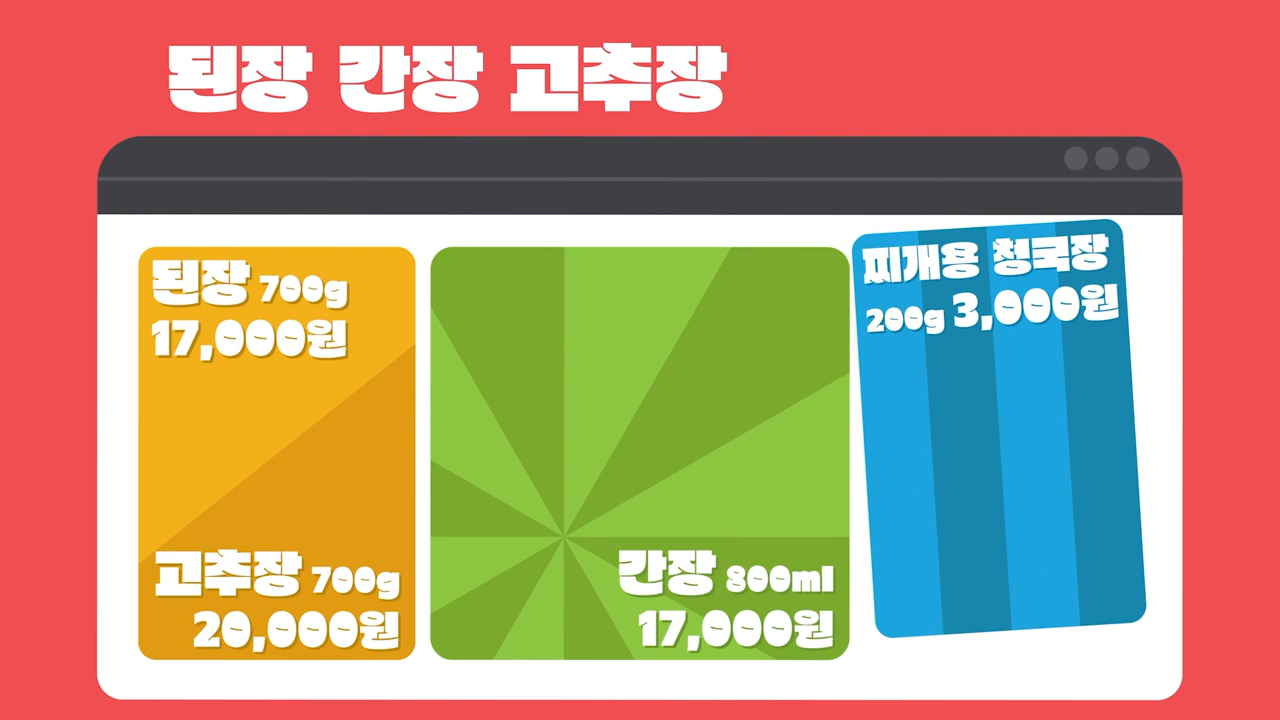 된장 간장 고추장
된장 700g
17,000원
고추장 700g
20,000원
간장 800ml
17,000원
찌개용 청국장
200g 3,000원